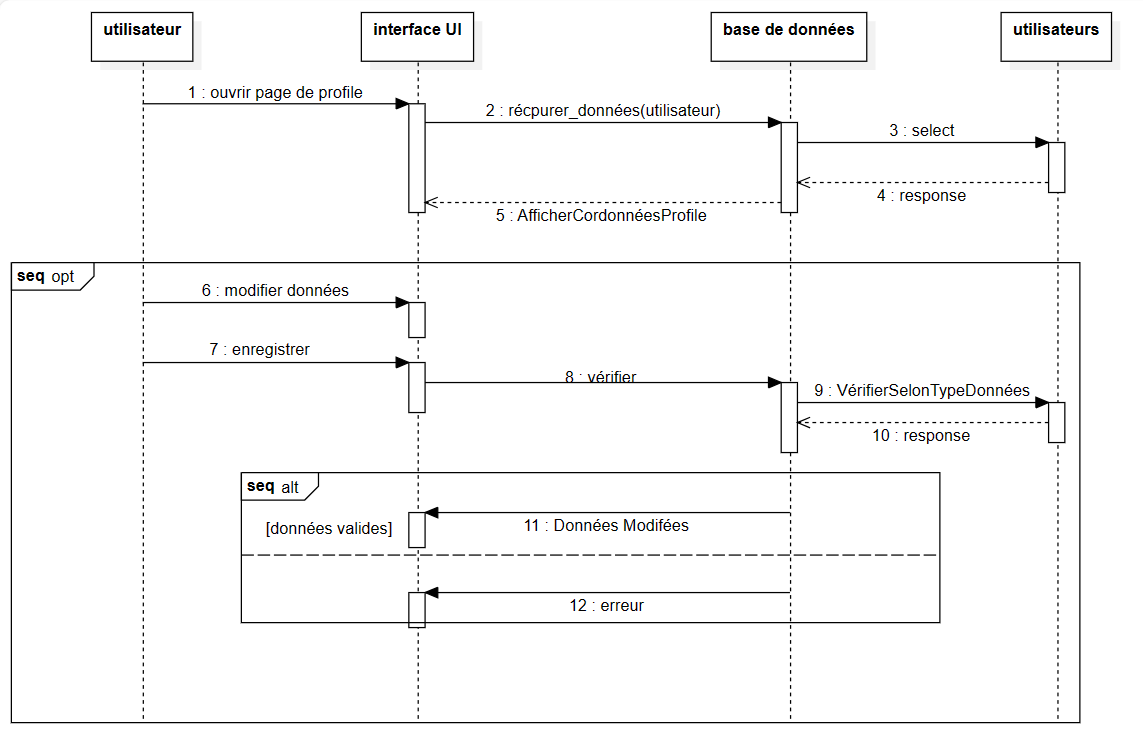 utilisateur
interface UI
base de données
utilisateurs
1 : ouvrir page de profile
2 : récpurer_données(utilisateur)
3 : select
4 : response
5 : AfficherCordonnéesProfile
seq opt
6 : modifier données
7 : enregistrer
8 : vérifier
9 : VérifierSelonTypeDonnées
10 : response
seq alt
[données valides]
11 : Données Modifées
12 : erreur